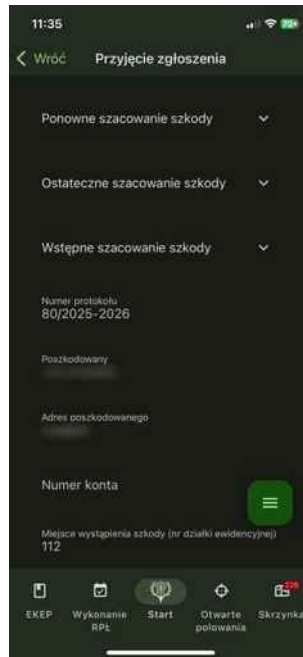 11:35
70+
Wróć
Przyjęcie zgłoszenia
Ponowne szacowanie szkody
Ostateczne szacowanie szkody
Wstępne szacowanie szkody
Numer protokołu
80/2025-2026
Poszkodowany
Adres poszkodowanego
Numer konta
Miejsce wystąpienia szkody (nr działki ewidencyjnej)
112
EKEP
Wykonanie
RPŁ
Start
Otwarte
polowania
Skrzynka